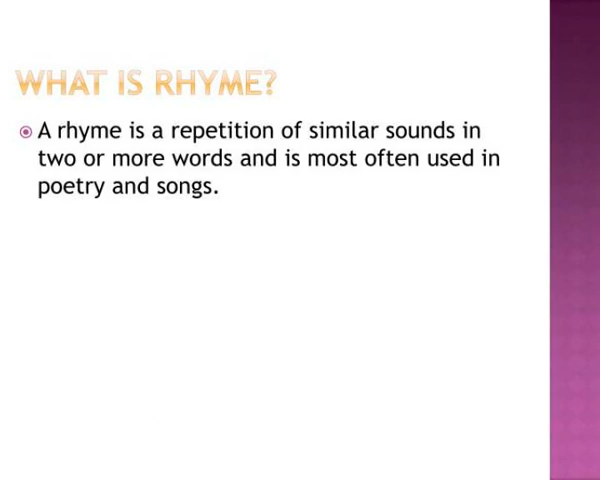 WHAT IS RHYME?
A rhyme is a repetition of similar sounds in
two or more words and is most often used in
poetry and songs.